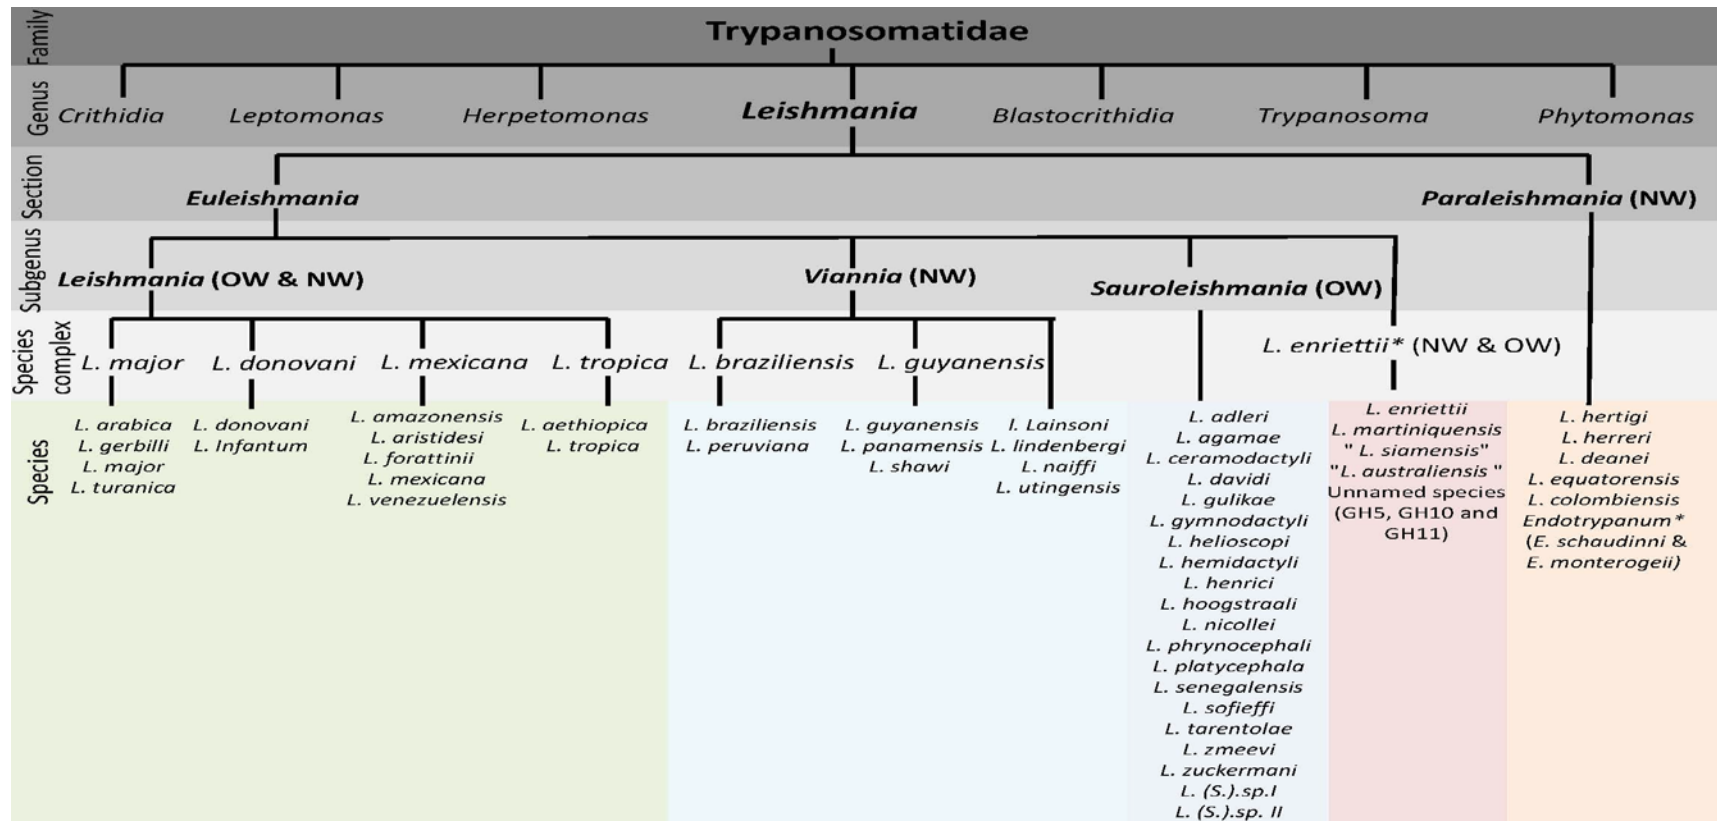 Family
Trypanosomatidae
Genus
Crithidia
Leptomonas
Herpetomonas
Leishmania
Blastocrithidia
Trypanosoma
Phytomonas
Section
Euleishmania
Paraleishmania (NW)
Subgenus
Leishmania (OW & NW)
Viannia (NW)
Sauroleishmania (OW)
Species
complex
L. major
L. donovani
L. mexicana
L. tropica
L. braziliensis
L. guyanensis
L. enriettii* (NW & OW)
Species
L. arabica
L. gerbilli
L. major
L. turanica
L. donovani
L. Infantum
L. amazonensis
L. aristidesi
L. forattinii
L. mexicana
L. venezuelensis
L. aethiopica
L. tropica
L. braziliensis
L. peruviana
L. guyanensis
L. panamensis
L. shawi
l. Lainsoni
L. lindenbergi
L. naiffi
L. utingensis
L. adleri
L. agamae
L. ceramodactyli
L. davidi
L. gulikae
L. gymnodactyli
L. helioscopi
L. hemidactyli
L. henrici
L. hoogstraali
L. nicollei
L. phrynocephali
L. platycephala
L. senegalensis
L. sofieffi
L. tarentolae
L. zmeevi
L. zuckermani
L. (S.).sp.I
L. (S.).sp. II
L. enriettii
L. martiniquensis
" L. siamensis"
"L. australiensis "
Unnamed species
(GH5, GH10 and
GH11)
L. hertigi
L. herreri
L. deanei
L. equatorensis
L. colombiensis
Endotrypanum*
(E. schaudinni &
E. monterogeii)